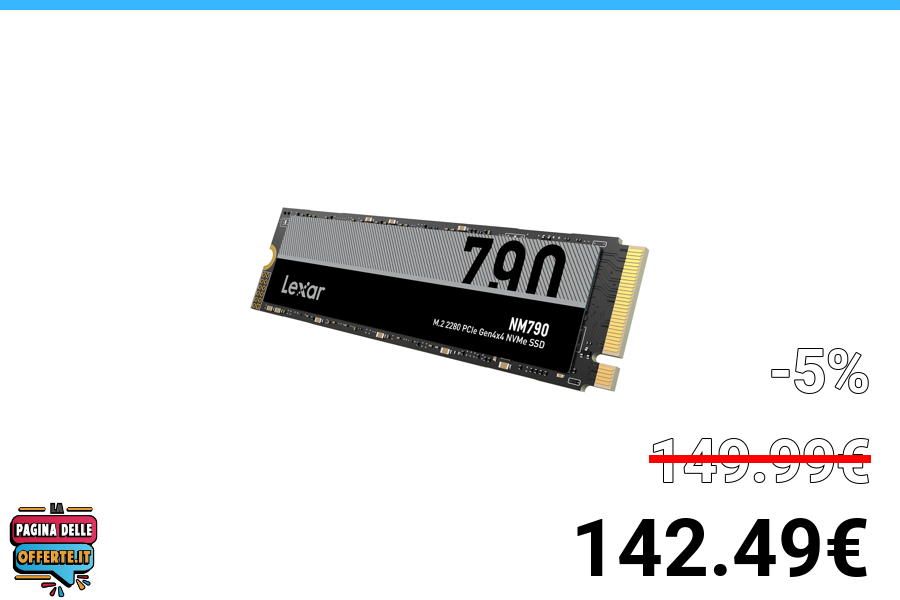 790
Lexar
NM790
M.2 2280 PCIe Gen4x4 NVMe SSD
-5%
149.99€
142.49€
LA
PAGINA DELLE
OFFERTE.IT